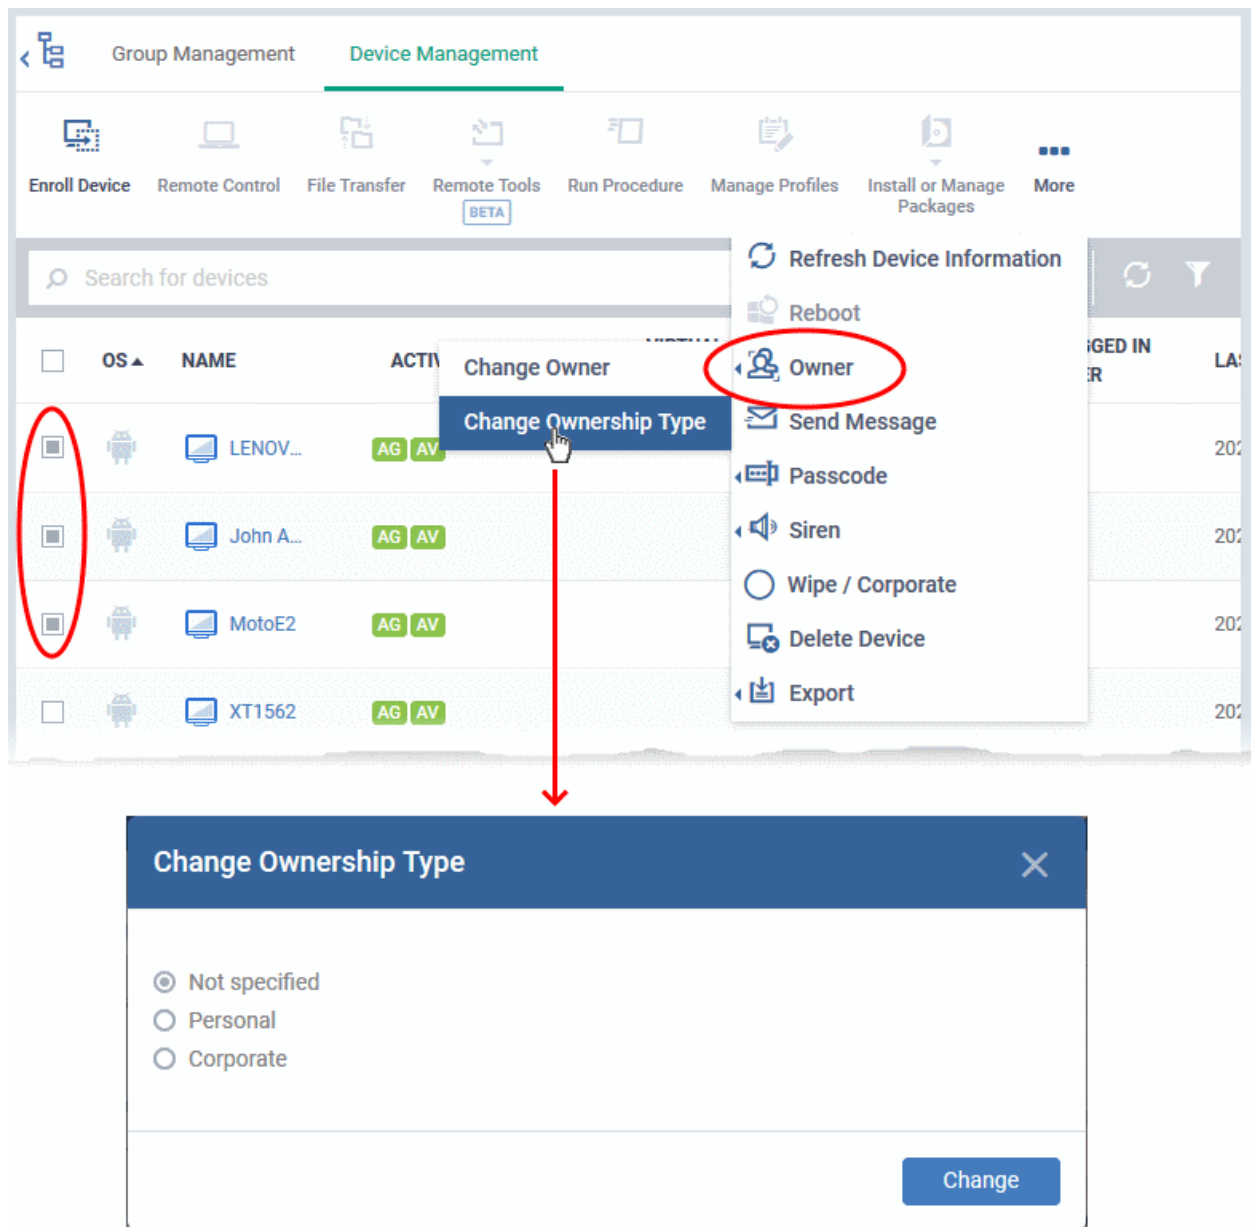 Group Management
Device Management
Enroll Device
Remote Control
File Transfer
Remote Tools
BETA
Run Procedure
Manage Profiles
Install or Manage
Packages
More
Search for devices
Refresh Device Information
Reboot
Owner
Send Message
Passcode
Siren
Wipe / Corporate
Delete Device
Export
Change Owner
Change Ownership Type
OS
NAME
LENOV...
AG AV
John A...
AG AV
MotoE2
AG AV
XT1562
AG AV
Change Ownership Type
Not specified
Personal
Corporate
Change